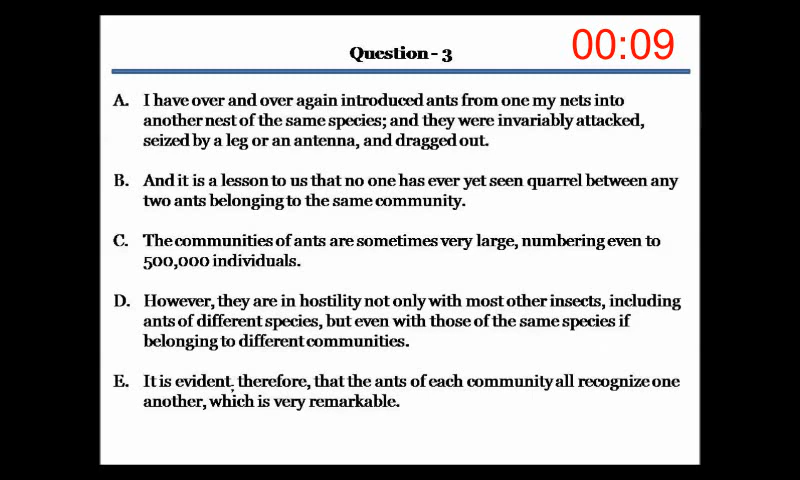 Question - 3
00:09
A. I have over and over again introduced ants from one my nets into
another nest of the same species; and they were invariably attacked,
seized by a leg or an antenna, and dragged out.
B. And it is a lesson to us that no one has ever yet seen quarrel between any
two ants belonging to the same community.
C. The communities of ants are sometimes very large, numbering even to
500,000 individuals.
D. However, they are in hostility not only with most other insects, including
ants of different species, but even with those of the same species if
belonging to different communities.
E. It is evident, therefore, that the ants of each community all recognize one
another, which is very remarkable.